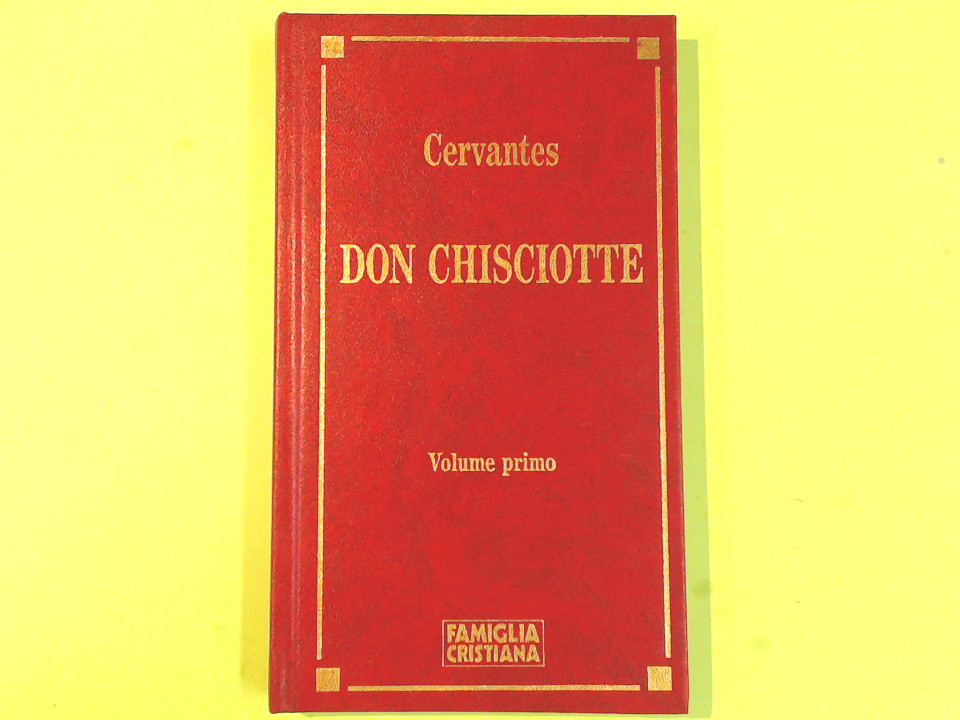 Cervantes
DON CHISCIOTTE
Volume primo
FAMIGLIA
CRISTIANA